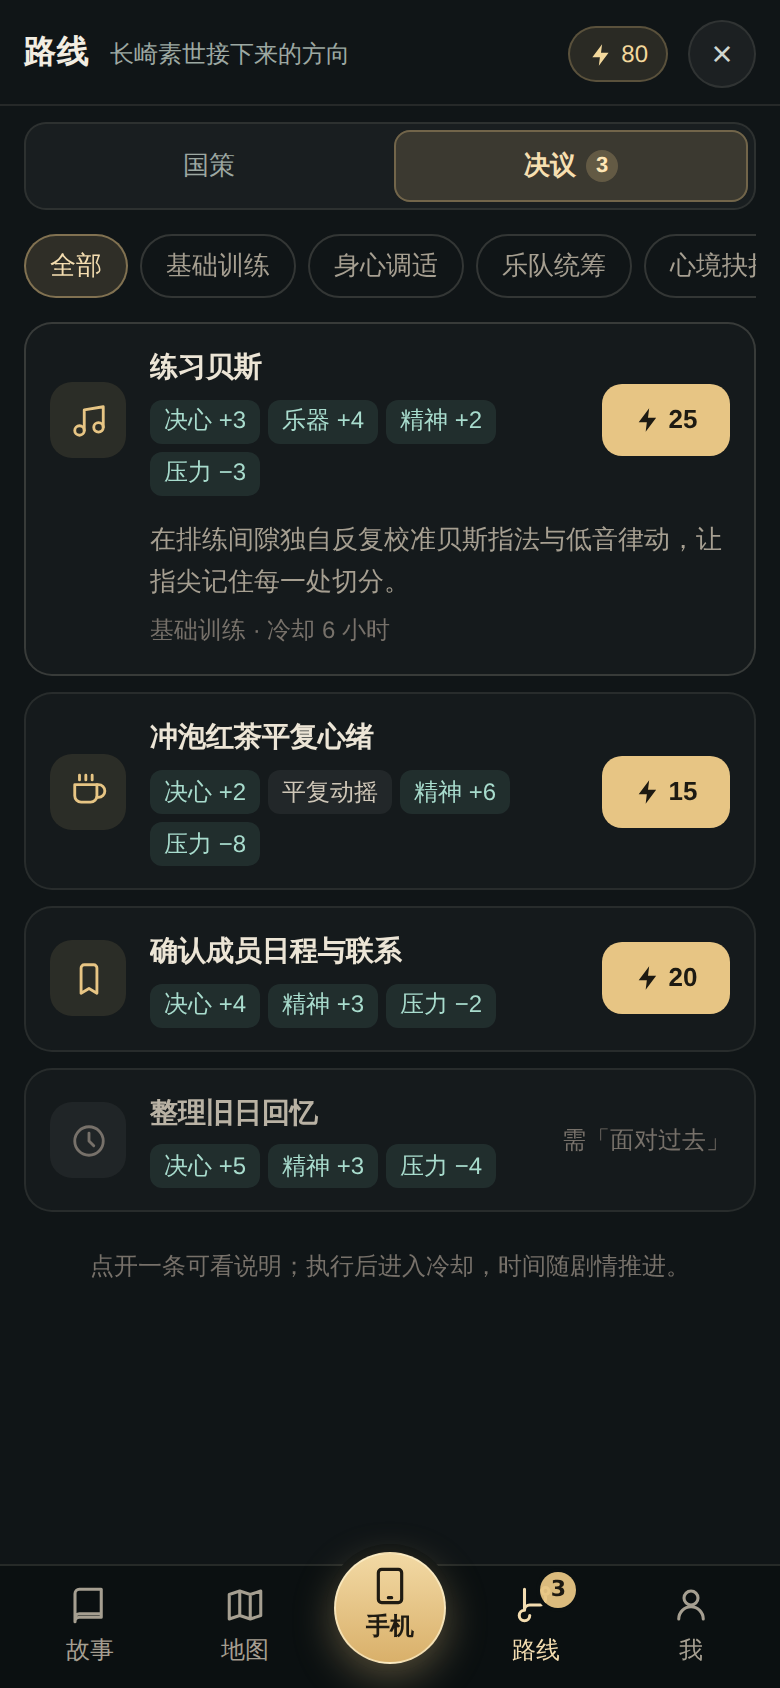 路线 长崎素世接下来的方向 80 ×
国策 决议 3
全部 基础训练 身心调适 乐队统筹 心境抉
练习贝斯
决心 +3 乐器 +4 精神 +2 25
压力 −3
在排练间隙独自反复校准贝斯指法与低音律动，让
指尖记住每一处切分。
基础训练 · 冷却 6 小时
冲泡红茶平复心绪
决心 +2 平复动摇 精神 +6 15
压力 −8
确认成员日程与联系
决心 +4 精神 +3 压力 −2 20
整理旧日回忆
决心 +5 精神 +3 压力 −4 需「面对过去」
点开一条可看说明；执行后进入冷却，时间随剧情推进。
3
手机
故事 地图 路线 我